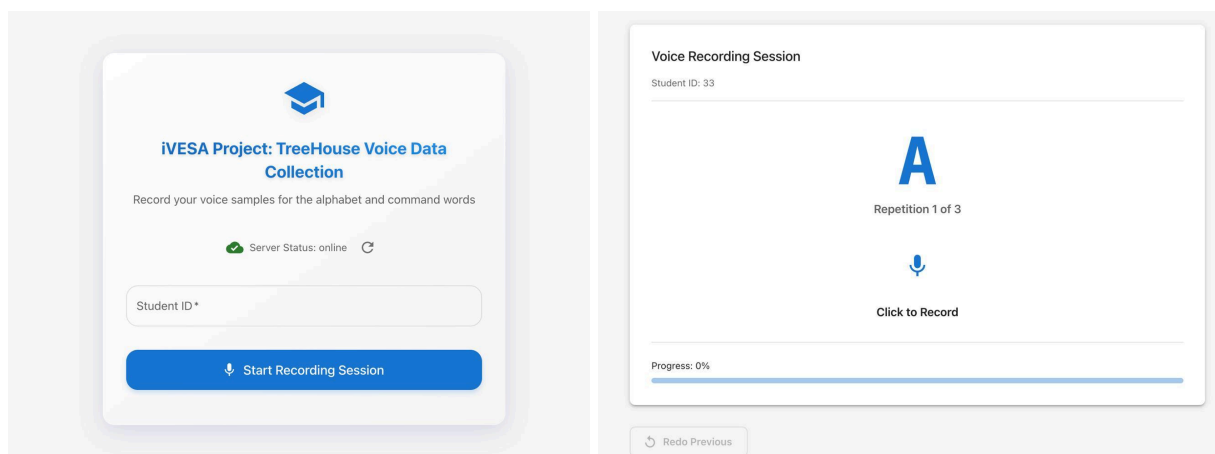 iVESA Project: TreeHouse Voice Data
Collection
Record your voice samples for the alphabet and command words
Server Status: online
Student ID*
Start Recording Session
Voice Recording Session
Student ID: 33
A
Repetition 1 of 3
Click to Record
Progress: 0%
Redo Previous